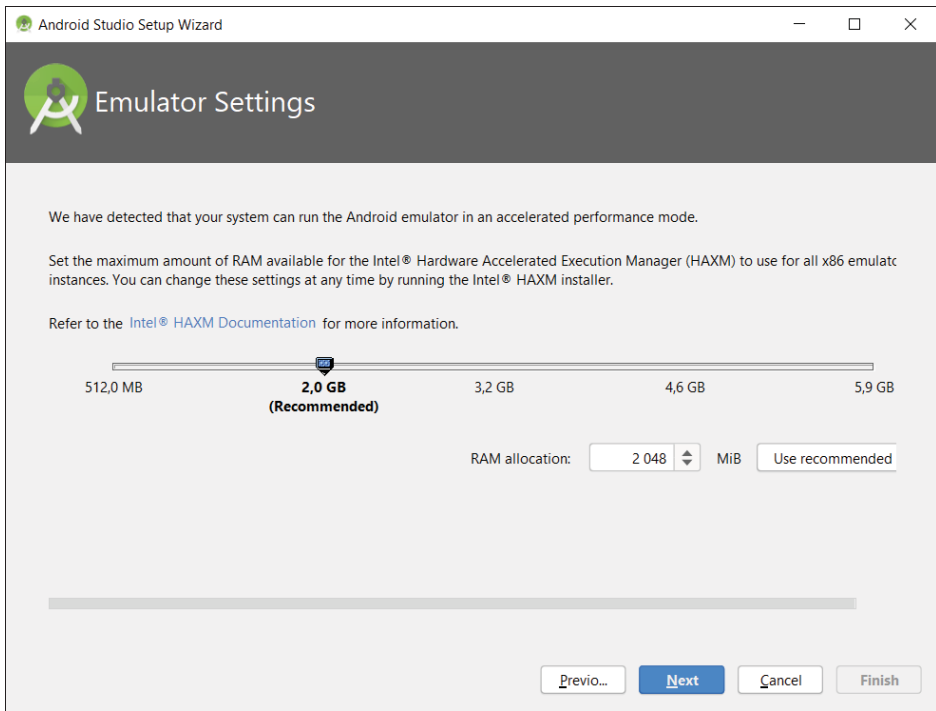 Android Studio Setup Wizard
Emulator Settings
We have detected that your system can run the Android emulator in an accelerated performance mode.
Set the maximum amount of RAM available for the Intel® Hardware Accelerated Execution Manager (HAXM) to use for all x86 emulatc
instances. You can change these settings at any time by running the Intel® HAXM installer.
Refer to the Intel® HAXM Documentation for more information.
512,0 MB 2,0 GB 3,2 GB 4,6 GB 5,9 GB
(Recommended)
RAM allocation: 2 048 MiB Use recommended
Previo... Next Cancel Finish